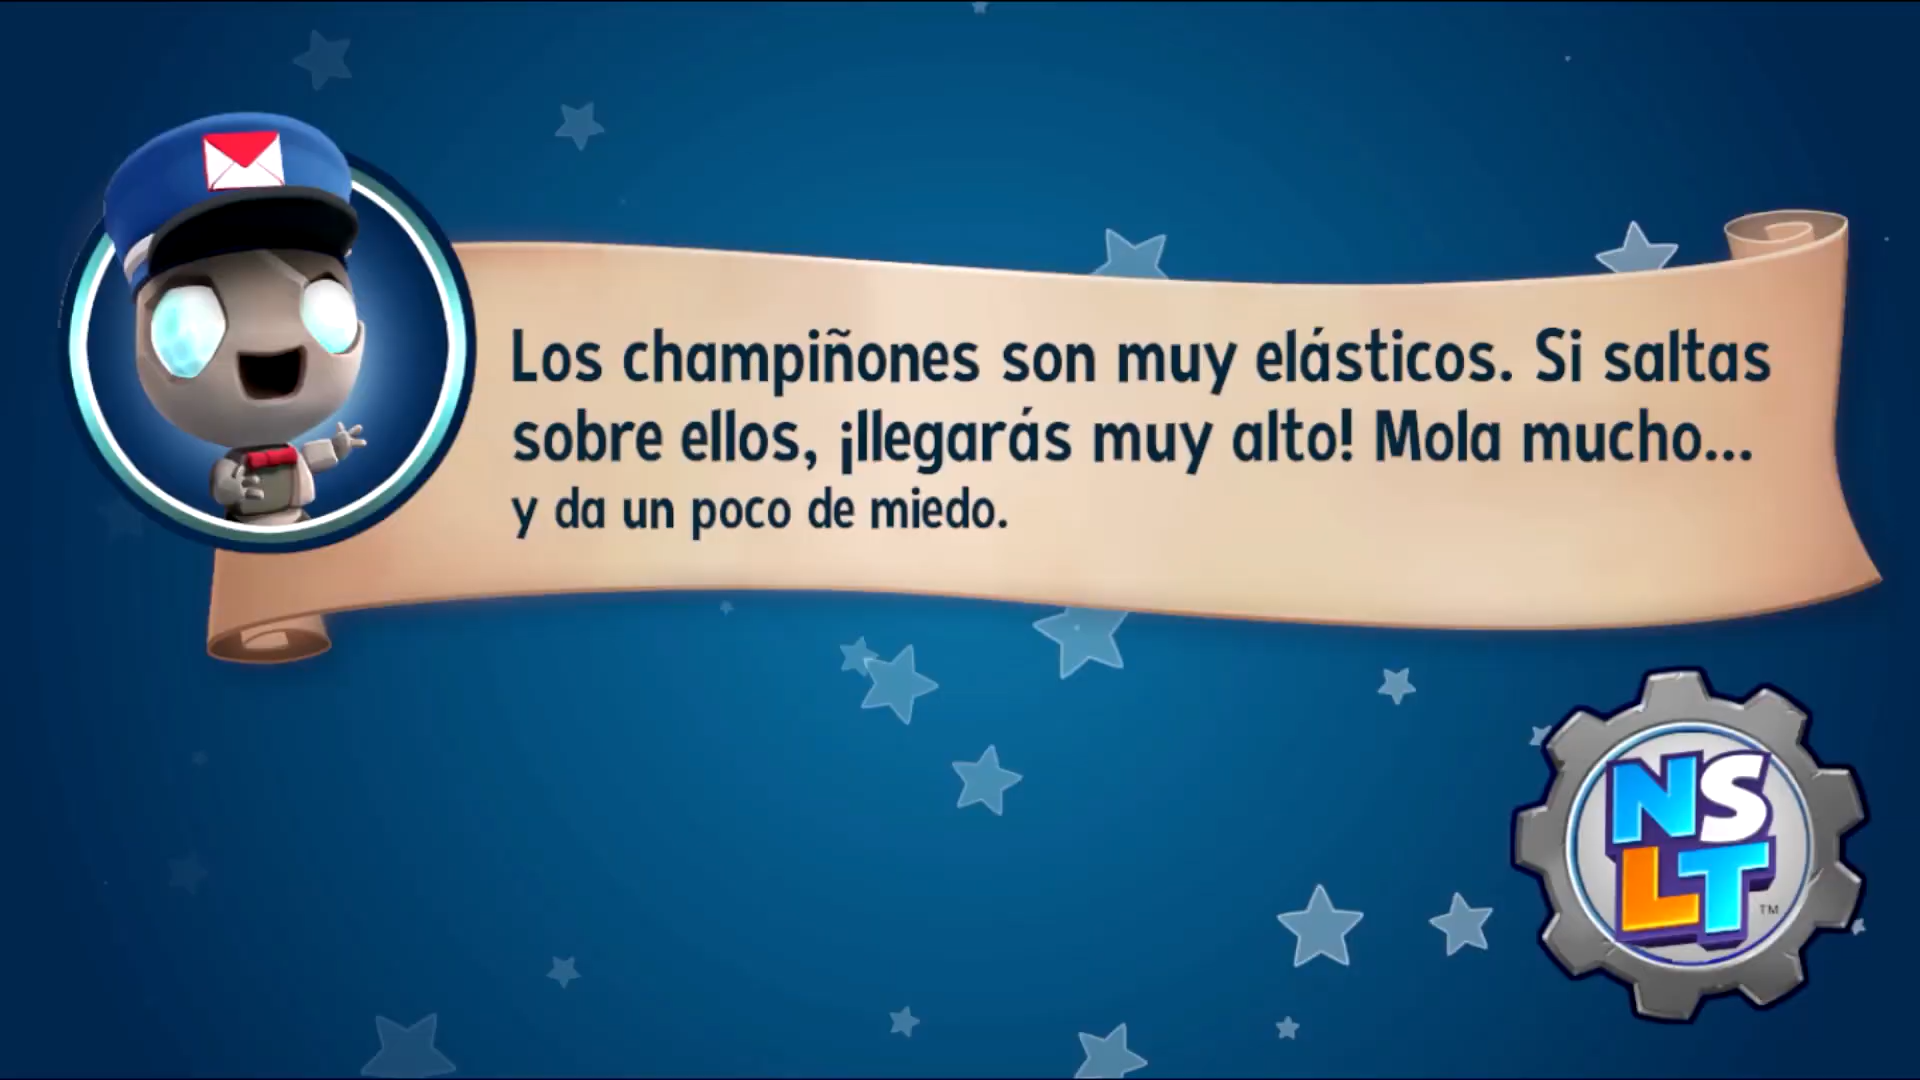 Los champiñones son muy elásticos. Si saltas
sobre ellos, ¡llegarás muy alto! Mola mucho...
y da un poco de miedo.
NS
LT
TM